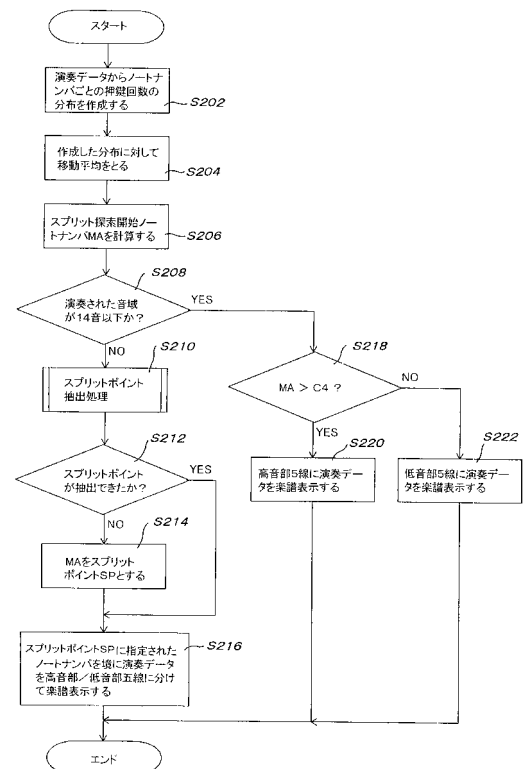 スタート
演奏データからノートナンバごとの押鍵回数の分布を作成する
S202
作成した分布に対して移動平均をとる
S204
スプリット探索開始ノートナンバMAを計算する
S206
S208
演奏された音域が14音以下か？
YES
NO
S210
スプリットポイント抽出処理
S212
スプリットポイントが抽出できたか？
YES
NO
S214
MAをスプリットポイントSPとする
S216
スプリットポイントSPに指定されたノートナンバを境に演奏データを高音部／低音部五線に分けて楽譜表示する
S218
MA ＞ C4 ？
NO
YES
S220
高音部5線に演奏データを楽譜表示する
S222
低音部5線に演奏データを楽譜表示する
エンド